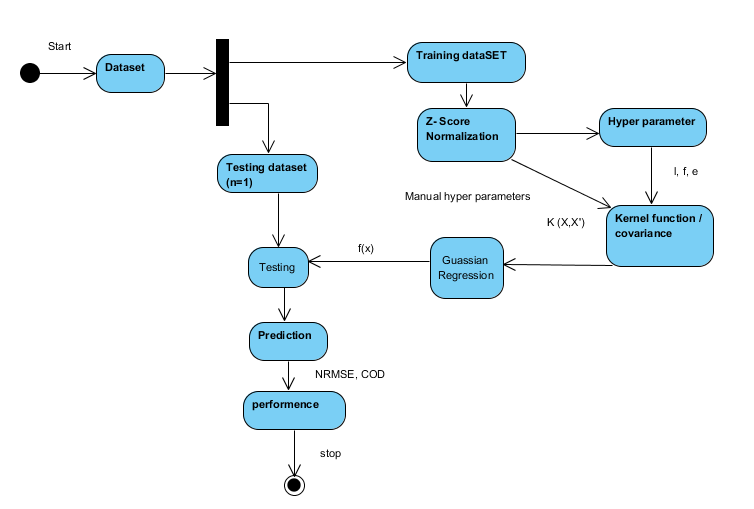 Start
Dataset
Training dataSET
Z- Score
Normalization
Hyper parameter
l, f, e
Testing dataset
(n=1)
Manual hyper parameters
K (X,X')
Kernel function /
covariance
f(x)
Guassian
Regression
Testing
Prediction
NRMSE, COD
performence
stop